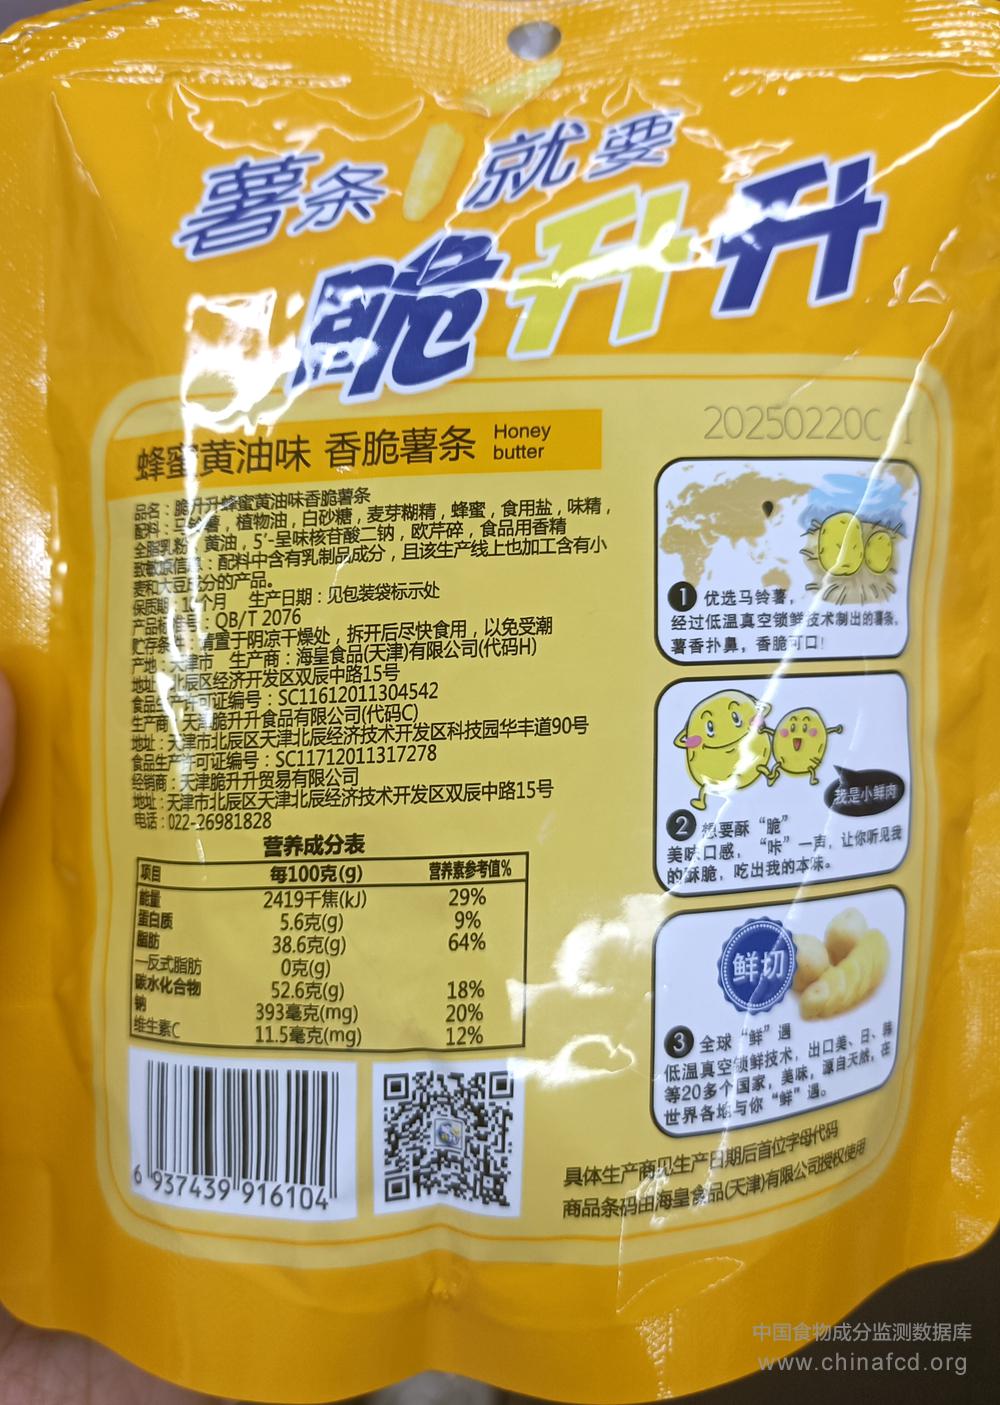 薯条 就要
脆升升
20250220C
蜂蜜黄油味 香脆薯条 Honey butter
品名：脆升升蜂蜜黄油味香脆薯条
配料：马铃薯，植物油，白砂糖，麦芽糊精，蜂蜜，食用盐，味精，
全脂乳粉，黄油，5'-呈味核苷酸二钠，欧芹碎，食品用香精
致敏原信息：配料中含有乳制品成分，且该生产线上也加工含有小
麦和大豆成分的产品。
保质期： 个月 生产日期：见包装袋标示处
产品标准号：QB/T 2076
贮存条件：请置于阴凉干燥处，拆开后尽快食用，以免受潮
产地：天津市 生产商：海皇食品(天津)有限公司(代码H)
地址： 北辰区经济开发区双辰中路15号
食品生产许可证编号：SC11612011304542
生产商：天津脆升升食品有限公司(代码C)
地址：天津市北辰区天津北辰经济技术开发区科技园华丰道90号
食品生产许可证编号：SC11712011317278
经销商：天津脆升升贸易有限公司
地址：天津市北辰区天津北辰经济技术开发区双辰中路15号
电话：022-26981828
营养成分表
项目 每100克(g) 营养素参考值%
能量 2419千焦(kJ) 29%
蛋白质 5.6克(g) 9%
脂肪 38.6克(g) 64%
—反式脂肪 0克(g)
碳水化合物 52.6克(g) 18%
钠 393毫克(mg) 20%
维生素C 11.5毫克(mg) 12%
6 937439 916104
1 优选马铃薯，
经过低温真空锁鲜技术制出的薯条，
薯香扑鼻，香脆可口！
我是小鲜肉
2 想要酥“脆”
美味口感，“咔”一声，让你听见我
的酥脆，吃出我的本味。
鲜切
3 全球“鲜”遇
低温真空锁鲜技术，出口美、日、韩
等20多个国家，美味，源自天然，在
世界各地与你“鲜”遇。
具体生产商见生产日期后首位字母代码
商品条码由海皇食品(天津)有限公司授权使用
中国食物成分监测数据库
www.chinafcd.org